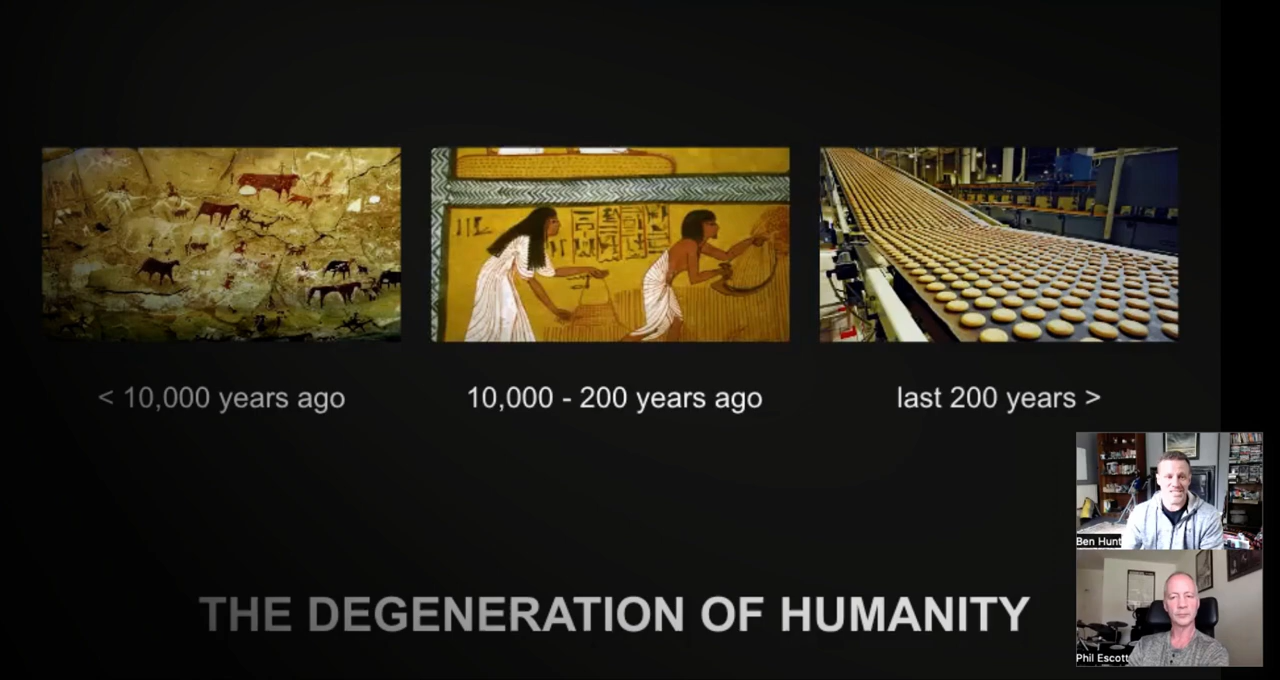 < 10,000 years ago
10,000 - 200 years ago
last 200 years >
THE DEGENERATION OF HUMANITY
Ben Hunt
Phil Escott